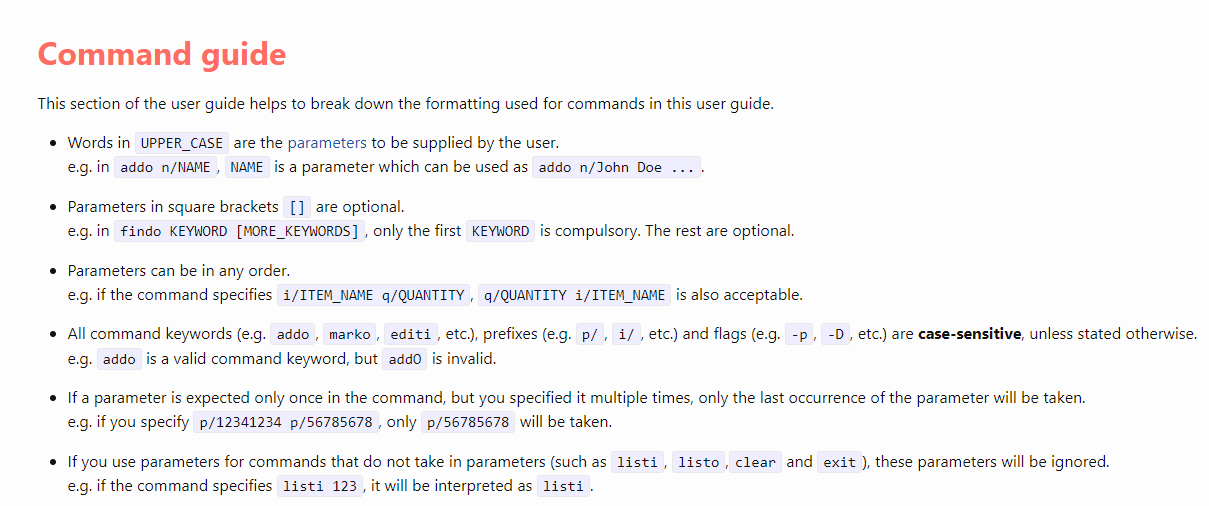 Command guide
This section of the user guide helps to break down the formatting used for commands in this user guide.
• Words in UPPER_CASE are the parameters to be supplied by the user.
e.g. in addo n/NAME, NAME is a parameter which can be used as addo n/John Doe ... .
• Parameters in square brackets [] are optional.
e.g. in findo KEYWORD [MORE_KEYWORDS], only the first KEYWORD is compulsory. The rest are optional.
• Parameters can be in any order.
e.g. if the command specifies i/ITEM_NAME q/QUANTITY, q/QUANTITY i/ITEM_NAME is also acceptable.
• All command keywords (e.g. addo, marko, editi, etc.), prefixes (e.g. p/, i/, etc.) and flags (e.g. -p, -D, etc.) are case-sensitive, unless stated otherwise.
e.g. addo is a valid command keyword, but addO is invalid.
• If a parameter is expected only once in the command, but you specified it multiple times, only the last occurrence of the parameter will be taken.
e.g. if you specify p/12341234 p/56785678, only p/56785678 will be taken.
• If you use parameters for commands that do not take in parameters (such as listi, listo, clear and exit), these parameters will be ignored.
e.g. if the command specifies listi 123, it will be interpreted as listi.